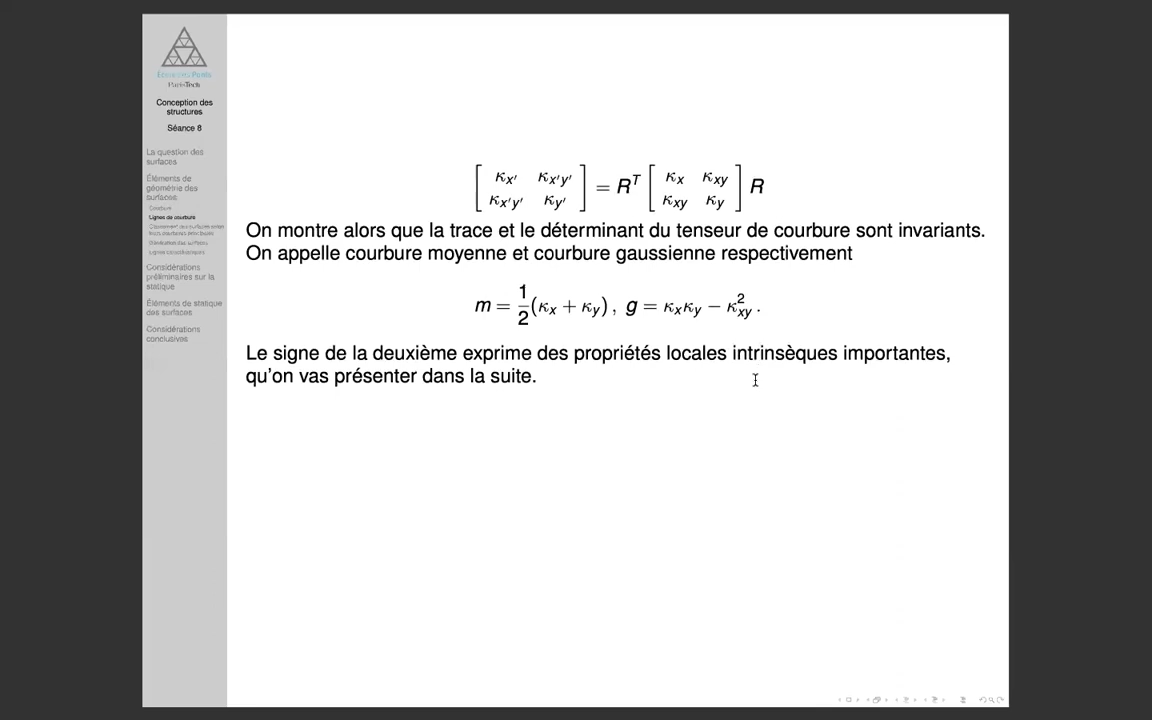 École des Ponts
ParisTech
Conception des
structures
Séance 8
La question des
surfaces
Éléments de
géométrie des
surfaces
Courbure
Lignes de courbure
Considérations
préliminaires sur la
statique
Éléments de statique
des surfaces
Considérations
conclusives
[ κx' κx'y' ; κx'y' κy' ] = R^T [ κx κxy ; κxy κy ] R
On montre alors que la trace et le déterminant du tenseur de courbure sont invariants.
On appelle courbure moyenne et courbure gaussienne respectivement
m = 1/2 (κx + κy) , g = κxκy − κ²xy .
Le signe de la deuxième exprime des propriétés locales intrinsèques importantes,
qu'on vas présenter dans la suite.